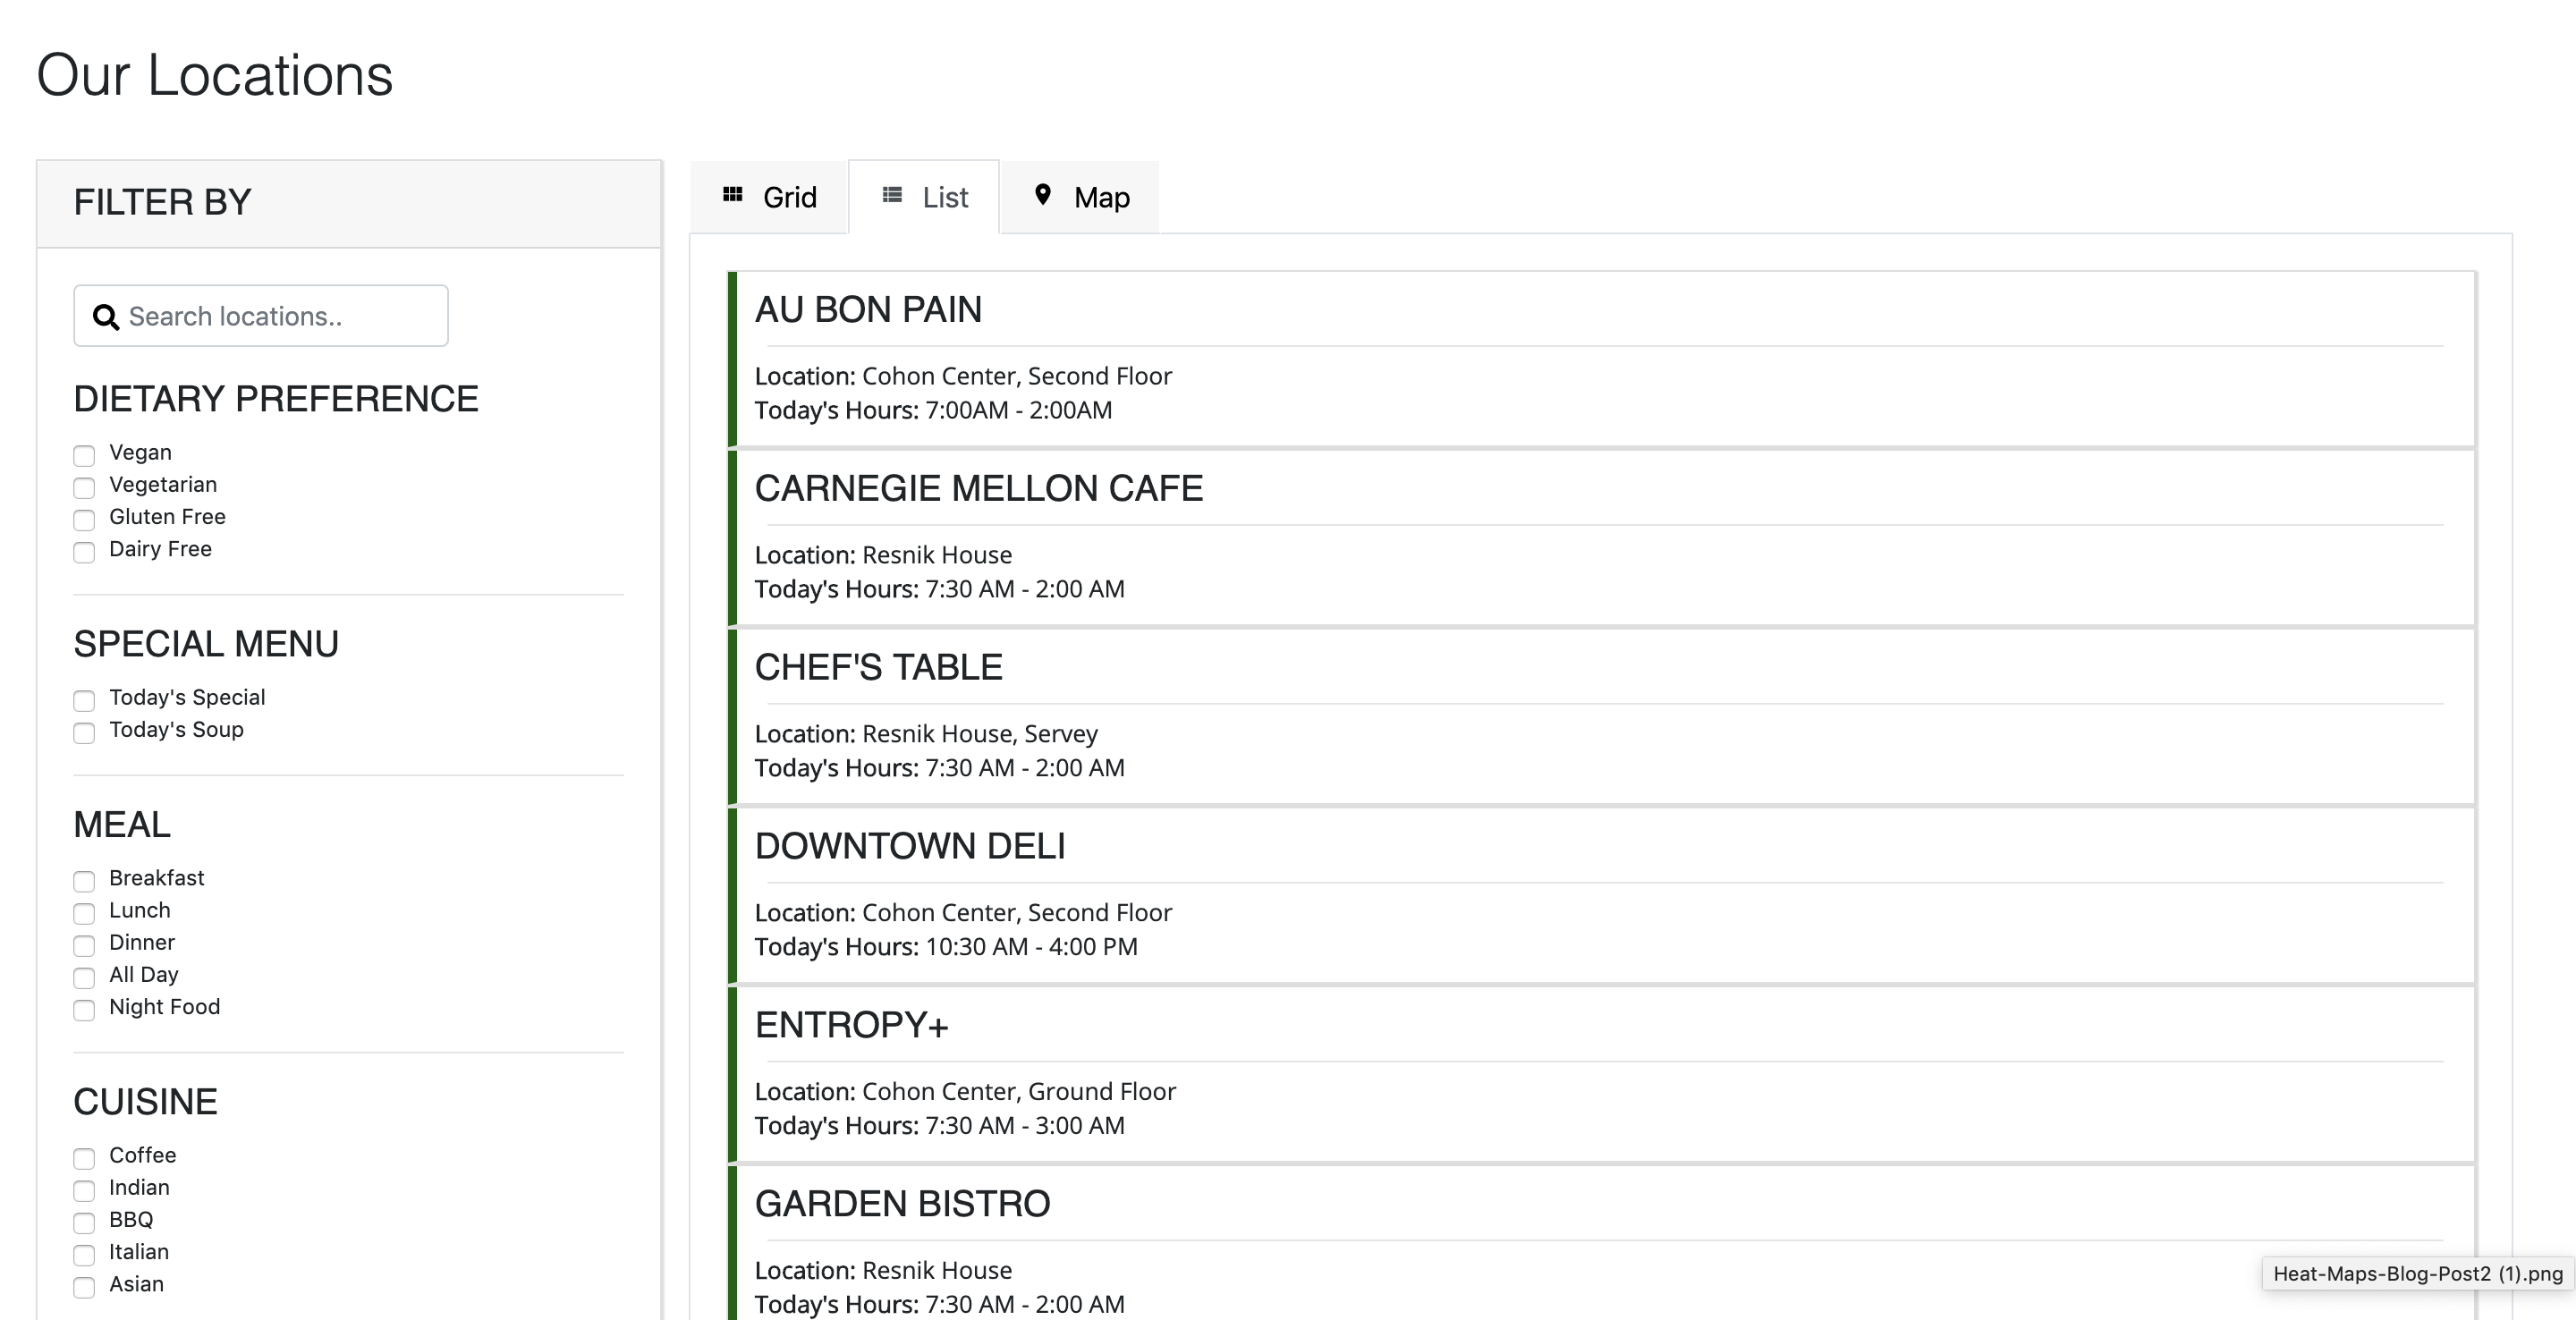 Our Locations
FILTER BY
Search locations..
DIETARY PREFERENCE
Vegan
Vegetarian
Gluten Free
Dairy Free
SPECIAL MENU
Today's Special
Today's Soup
MEAL
Breakfast
Lunch
Dinner
All Day
Night Food
CUISINE
Coffee
Indian
BBQ
Italian
Asian
Grid List Map
AU BON PAIN
Location: Cohon Center, Second Floor
Today's Hours: 7:00AM - 2:00AM
CARNEGIE MELLON CAFE
Location: Resnik House
Today's Hours: 7:30 AM - 2:00 AM
CHEF'S TABLE
Location: Resnik House, Servey
Today's Hours: 7:30 AM - 2:00 AM
DOWNTOWN DELI
Location: Cohon Center, Second Floor
Today's Hours: 10:30 AM - 4:00 PM
ENTROPY+
Location: Cohon Center, Ground Floor
Today's Hours: 7:30 AM - 3:00 AM
GARDEN BISTRO
Location: Resnik House
Today's Hours: 7:30 AM - 2:00 AM
Heat-Maps-Blog-Post2 (1).png